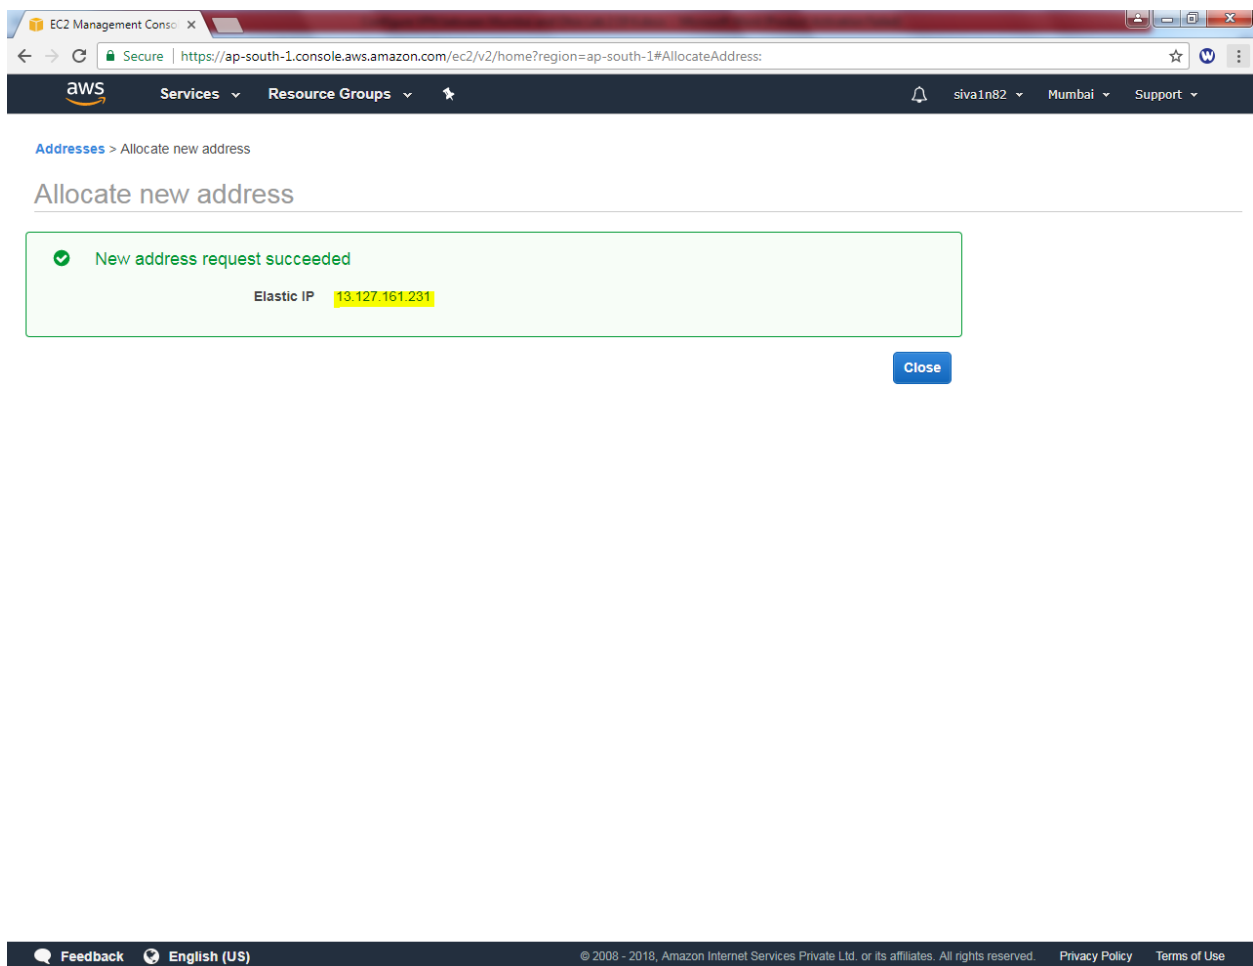 EC2 Management Conso
Secure | https://ap-south-1.console.aws.amazon.com/ec2/v2/home?region=ap-south-1#AllocateAddress:
aws Services Resource Groups siva1n82 Mumbai Support
Addresses > Allocate new address
Allocate new address
New address request succeeded
Elastic IP 13.127.161.231
Close
Feedback English (US) © 2008 - 2018, Amazon Internet Services Private Ltd. or its affiliates. All rights reserved. Privacy Policy Terms of Use